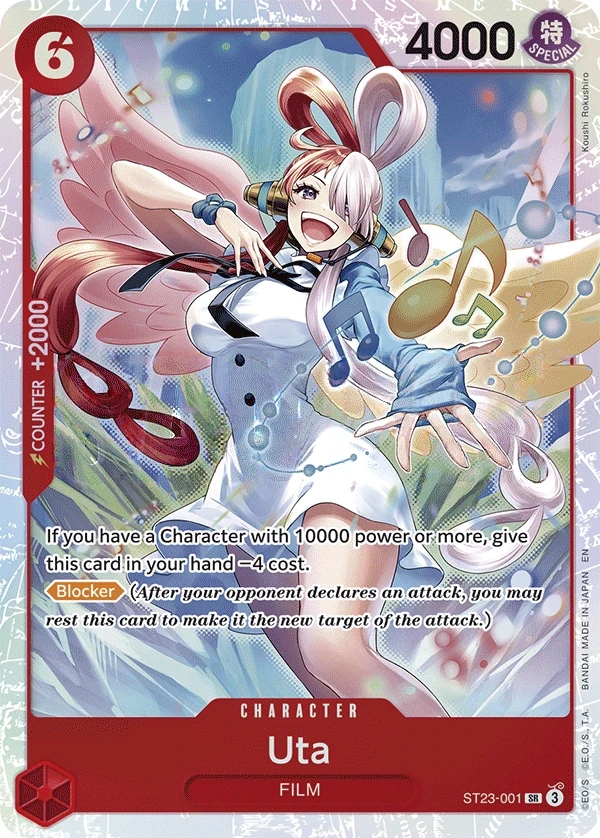 6
4000
特
SPECIAL
Koushi Rokushiro
COUNTER +2000
If you have a Character with 10000 power or more, give
this card in your hand −4 cost.
Blocker (After your opponent declares an attack, you may
rest this card to make it the new target of the attack.)
CHARACTER
Uta
FILM
ST23-001 SR 3
©E.O/S ©E.O./S., T.A. BANDAI MADE IN JAPAN EN